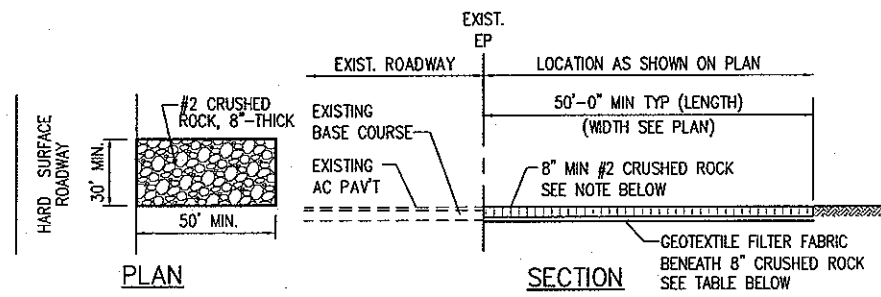 #2 CRUSHED
ROCK, 8"-THICK
HARD SURFACE
ROADWAY
30' MIN.
50' MIN.
PLAN
EXIST.
EP
EXIST. ROADWAY
LOCATION AS SHOWN ON PLAN
50'-0" MIN TYP (LENGTH)
(WIDTH SEE PLAN)
EXISTING
BASE COURSE
EXISTING
AC PAV'T
8" MIN #2 CRUSHED ROCK
SEE NOTE BELOW
GEOTEXTILE FILTER FABRIC
BENEATH 8" CRUSHED ROCK
SEE TABLE BELOW
SECTION